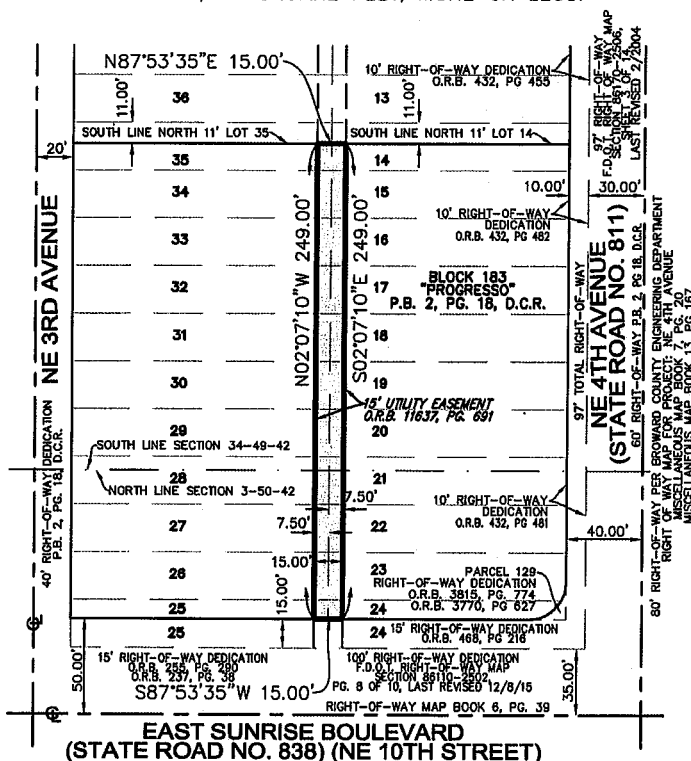 N87°53'35"E 15.00'
10' RIGHT-OF-WAY DEDICATION
O.R.B. 432, PG 455
97' RIGHT-OF-WAY
F.D.O.T. RIGHT OF WAY MAP
SECTION 86170-2506,
SHEET 3 OF 14
LAST REVISED 2/2004
11.00'
36
13
11.00'
SOUTH LINE NORTH 11' LOT 35
SOUTH LINE NORTH 11' LOT 14
20'
35
14
34
15
10.00'
30.00'
10' RIGHT-OF-WAY
DEDICATION
O.R.B. 432, PG 482
33
16
NE 3RD AVENUE
N02°07'10"W 249.00'
S02°07'10"E 249.00'
BLOCK 183
"PROGRESSO"
P.B. 2, PG. 18, D.C.R.
32
17
31
18
30
19
97' TOTAL RIGHT-OF-WAY
NE 4TH AVENUE
(STATE ROAD NO. 811)
60' RIGHT-OF-WAY P.B. 2, PG 18, D.C.R.
80' RIGHT-OF-WAY PER BROWARD COUNTY ENGINEERING DEPARTMENT
RIGHT OF WAY MAP FOR PROJECT: NE 4TH AVENUE
MISCELLANEOUS MAP BOOK 7, PG. 20
MISCELLANEOUS MAP BOOK 13, PG. 167
15' UTILITY EASEMENT
O.R.B. 11637, PG. 691
29
20
SOUTH LINE SECTION 34-49-42
NORTH LINE SECTION 3-50-42
28
21
40' RIGHT-OF-WAY DEDICATION
P.B. 2, PG. 18, D.C.R.
7.50'
10' RIGHT-OF-WAY
DEDICATION
O.R.B. 432, PG 481
27
7.50'
22
40.00'
15.00'
26
23
PARCEL 129
RIGHT-OF-WAY DEDICATION
O.R.B. 3815, PG. 774
O.R.B. 3770, PG 627
25
15.00'
24
25
24
15' RIGHT-OF-WAY DEDICATION
O.R.B. 468, PG 216
50.00'
15' RIGHT-OF-WAY DEDICATION
O.R.B. 255, PG. 290
O.R.B. 237, PG. 38
S87°53'35"W 15.00'
100' RIGHT-OF-WAY DEDICATION
F.D.O.T. RIGHT-OF-WAY MAP
SECTION 86110-2502,
PG. 8 OF 10, LAST REVISED 12/8/15
35.00'
RIGHT-OF-WAY MAP BOOK 6, PG. 39
EAST SUNRISE BOULEVARD
(STATE ROAD NO. 838) (NE 10TH STREET)